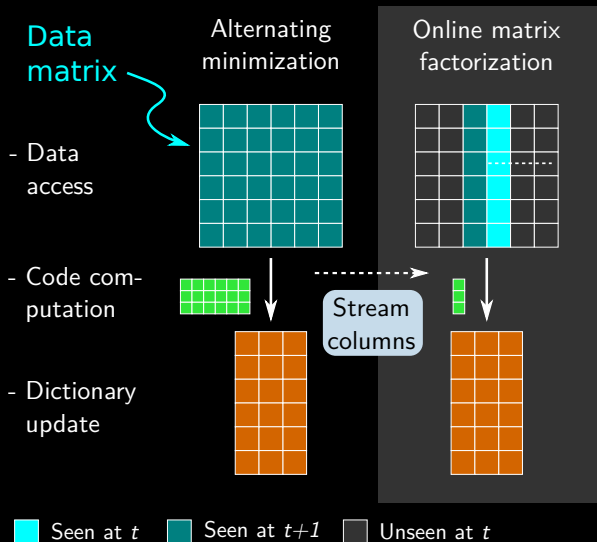 Data
matrix
Alternating
minimization
Online matrix
factorization
- Data
access
- Code com-
putation
Stream
columns
- Dictionary
update
Seen at t
Seen at t+1
Unseen at t